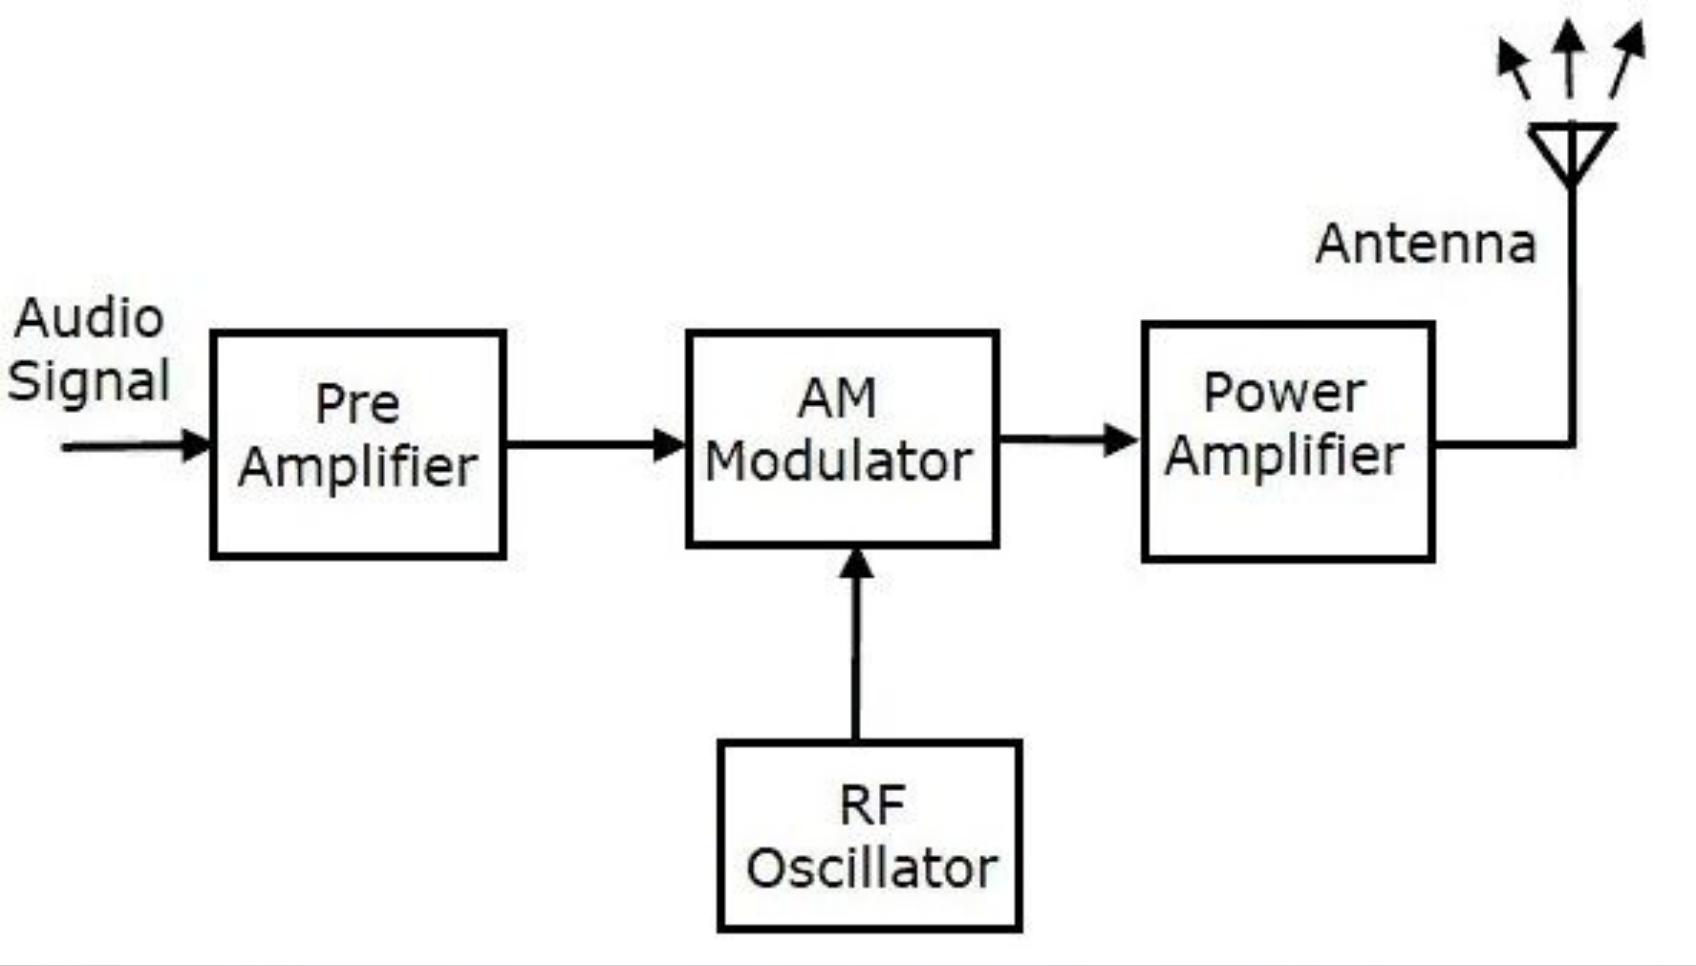 Audio
Signal
Pre
Amplifier
AM
Modulator
Power
Amplifier
Antenna
RF
Oscillator